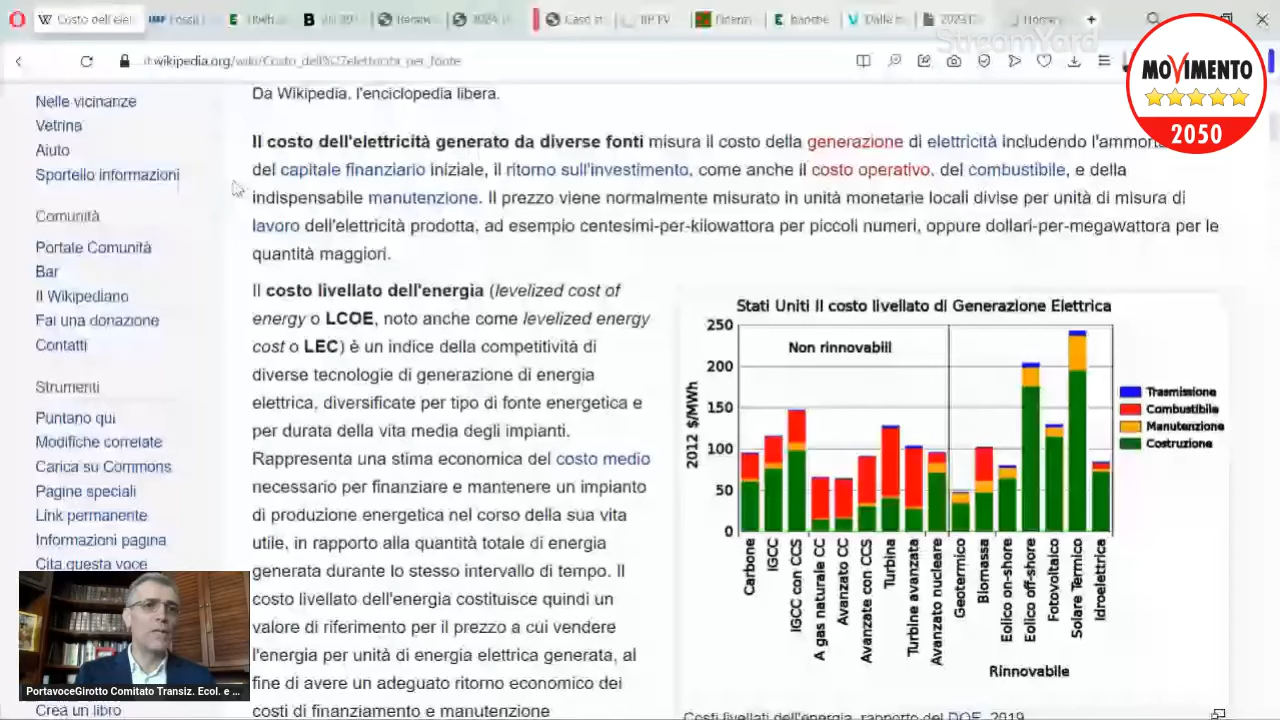 Costo dell'elet
StreamYard
it.wikipedia.org/wiki/Costo_dell%27elettricità_per_fonte
MOVIMENTO
2050
Nelle vicinanze
Vetrina
Aiuto
Sportello informazioni
Comunità
Portale Comunità
Bar
Il Wikipediano
Fai una donazione
Contatti
Strumenti
Puntano qui
Modifiche correlate
Carica su Commons
Pagine speciali
Link permanente
Informazioni pagina
Cita questa voce
Crea un libro
Da Wikipedia, l'enciclopedia libera.
Il costo dell'elettricità generato da diverse fonti misura il costo della generazione di elettricità includendo l'ammort
del capitale finanziario iniziale, il ritorno sull'investimento, come anche il costo operativo, del combustibile, e della
indispensabile manutenzione. Il prezzo viene normalmente misurato in unità monetarie locali divise per unità di misura di
lavoro dell'elettricità prodotta, ad esempio centesimi-per-kilowattora per piccoli numeri, oppure dollari-per-megawattora per le
quantità maggiori.
Il costo livellato dell'energia (levelized cost of
energy o LCOE, noto anche come levelized energy
cost o LEC) è un indice della competitività di
diverse tecnologie di generazione di energia
elettrica, diversificate per tipo di fonte energetica e
per durata della vita media degli impianti.
Rappresenta una stima economica del costo medio
necessario per finanziare e mantenere un impianto
di produzione energetica nel corso della sua vita
utile, in rapporto alla quantità totale di energia
generata durante lo stesso intervallo di tempo. Il
costo livellato dell'energia costituisce quindi un
valore di riferimento per il prezzo a cui vendere
l'energia per unità di energia elettrica generata, al
fine di avere un adeguato ritorno economico dei
costi di finanziamento e manutenzione
Stati Uniti Il costo livellato di Generazione Elettrica
Non rinnovabili
2012 $/MWh
250
200
150
100
50
0
Trasmissione
Combustibile
Manutenzione
Costruzione
Carbone
IGCC
IGCC con CCS
A gas naturale CC
Avanzato CC
Avanzate con CCS
Turbina
Turbine avanzata
Avanzato nucleare
Geotermico
Biomassa
Eolico on-shore
Eolico off-shore
Fotovoltaico
Solare Termico
Idroelettrica
Rinnovabile
Costi livellati dell'energia, rapporto del DOE, 2019
PortavoceGirotto Comitato Transiz. Ecol. e ...